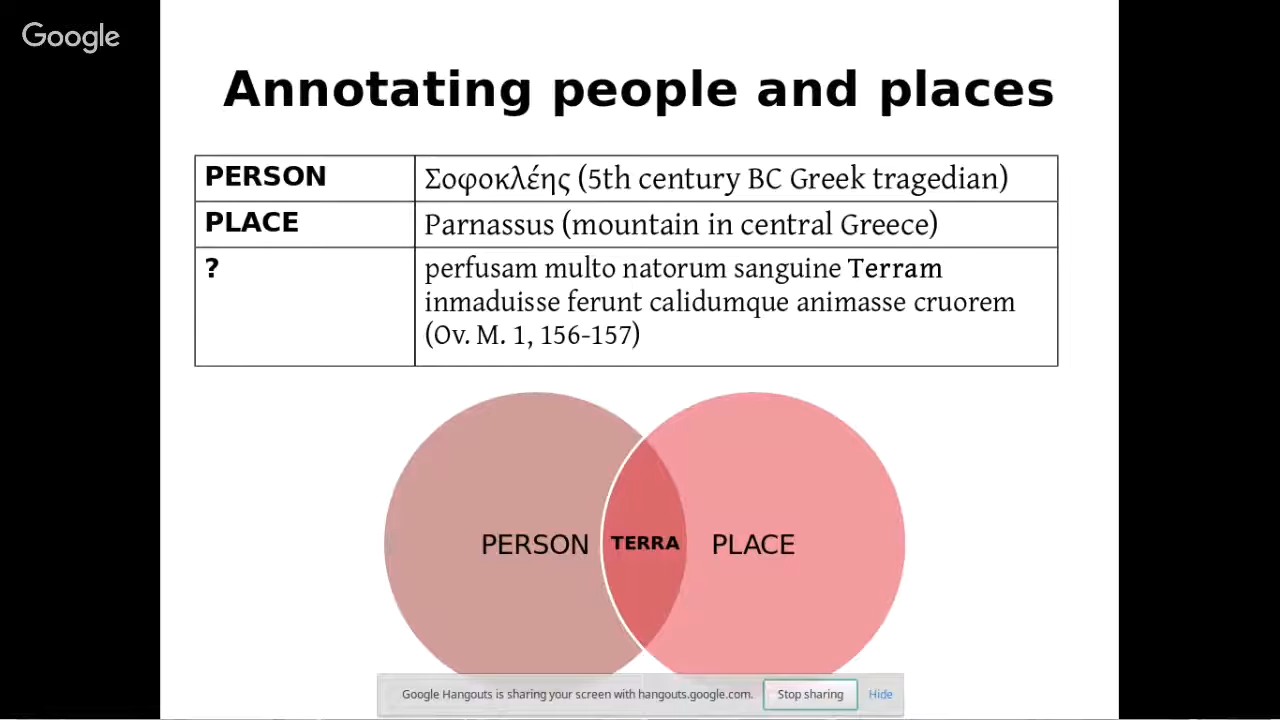 Google
Annotating people and places
PERSON
Σοφοκλέης (5th century BC Greek tragedian)
PLACE
Parnassus (mountain in central Greece)
?
perfusam multo natorum sanguine Terram
inmaduisse ferunt calidumque animasse cruorem
(Ov. M. 1, 156-157)
PERSON
TERRA
PLACE
Google Hangouts is sharing your screen with hangouts.google.com.
Stop sharing
Hide